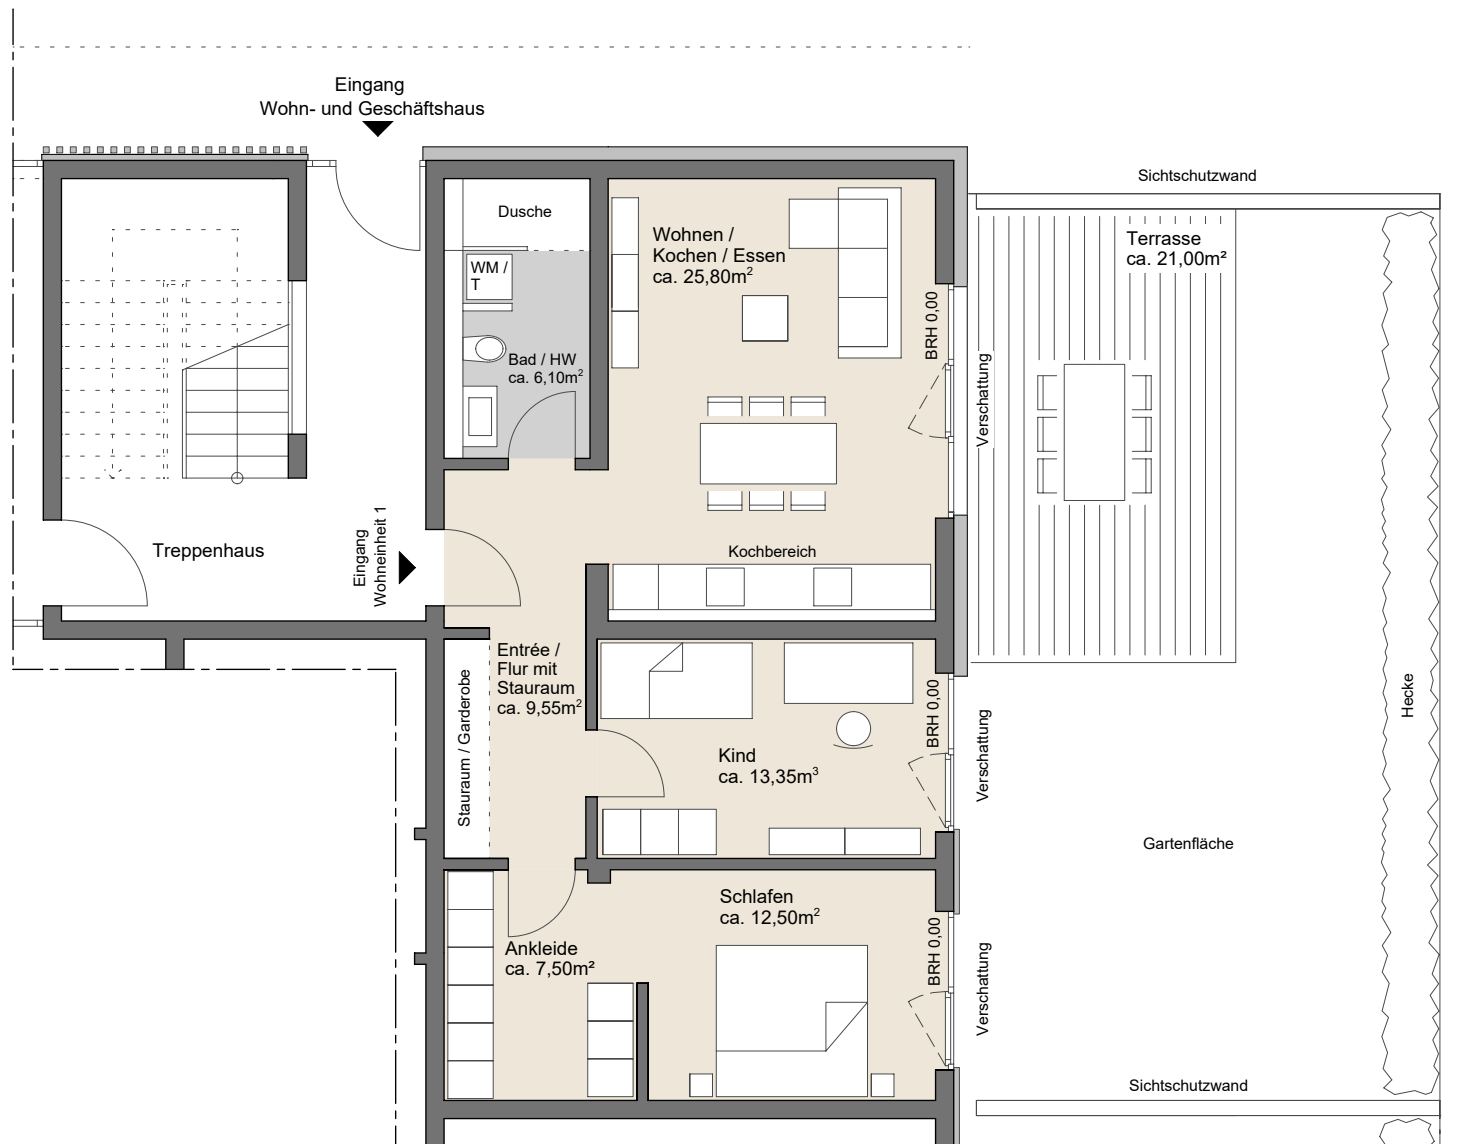 Eingang
Wohn- und Geschäftshaus
Sichtschutzwand
Dusche
WM /
T
Wohnen /
Kochen / Essen
ca. 25,80m²
Terrasse
ca. 21,00m²
BRH 0,00
Verschattung
Bad / HW
ca. 6,10m²
Treppenhaus
Eingang
Wohneinheit 1
Kochbereich
Entrée /
Flur mit
Stauraum
ca. 9,55m²
Stauraum / Garderobe
Kind
ca. 13,35m³
BRH 0,00
Verschattung
Hecke
Gartenfläche
Schlafen
ca. 12,50m²
Ankleide
ca. 7,50m²
BRH 0,00
Verschattung
Sichtschutzwand